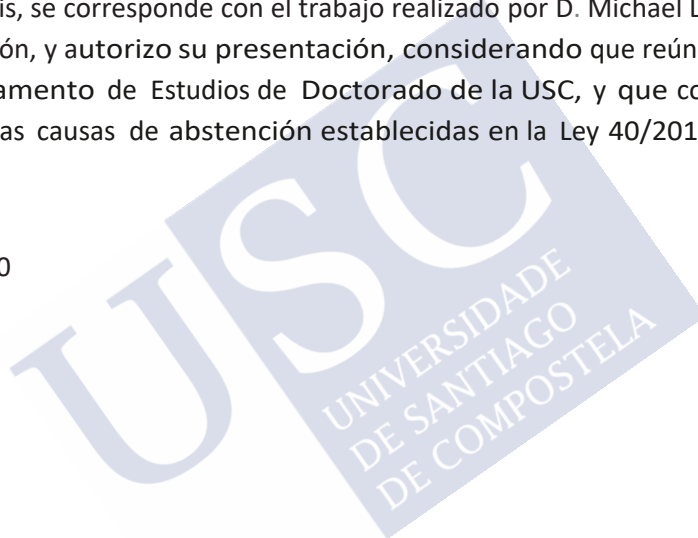 is, se corresponde con el trabajo realizado por D. Michael L
ón, y autorizo su presentación, considerando que reún
amento de Estudios de Doctorado de la USC, y que co
as causas de abstención establecidas en la Ley 40/201
0
USC
UNIVERSIDADE
DE SANTIAGO
DE COMPOSTELA